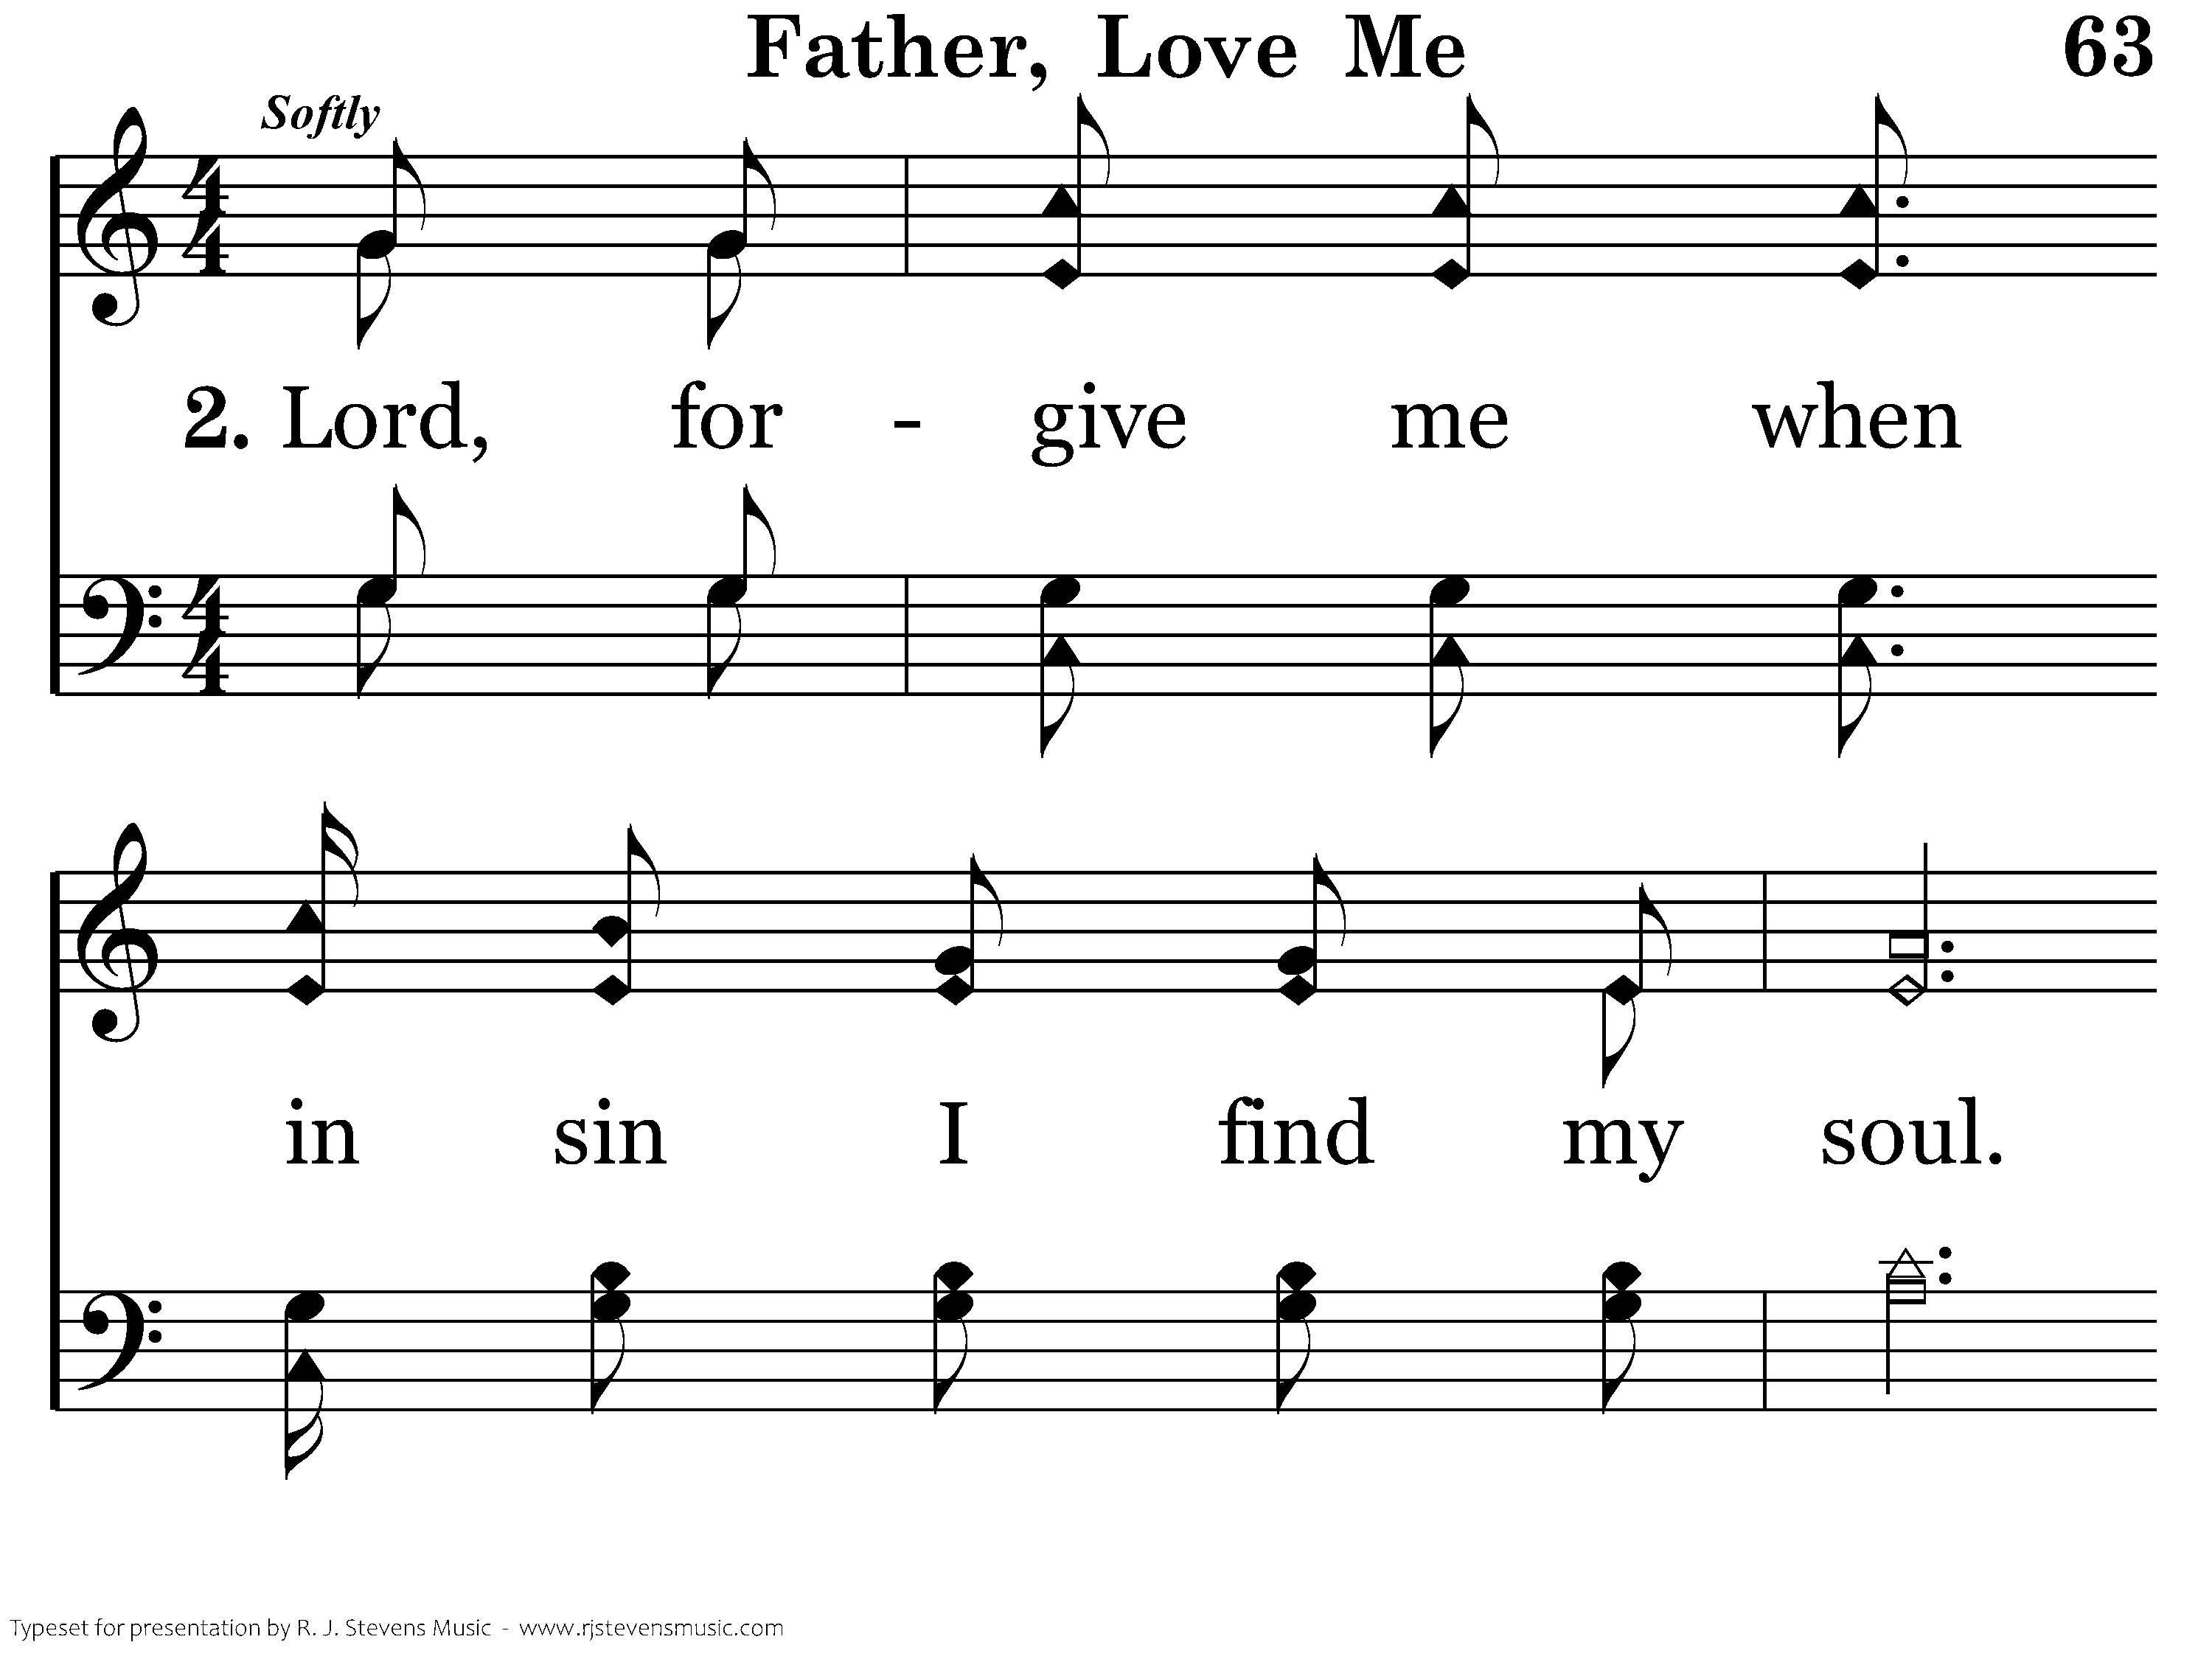 Father, Love Me 63
Softly
2. Lord, for - give me when
in sin I find my soul.
Typeset for presentation by R. J. Stevens Music - www.rjstevensmusic.com